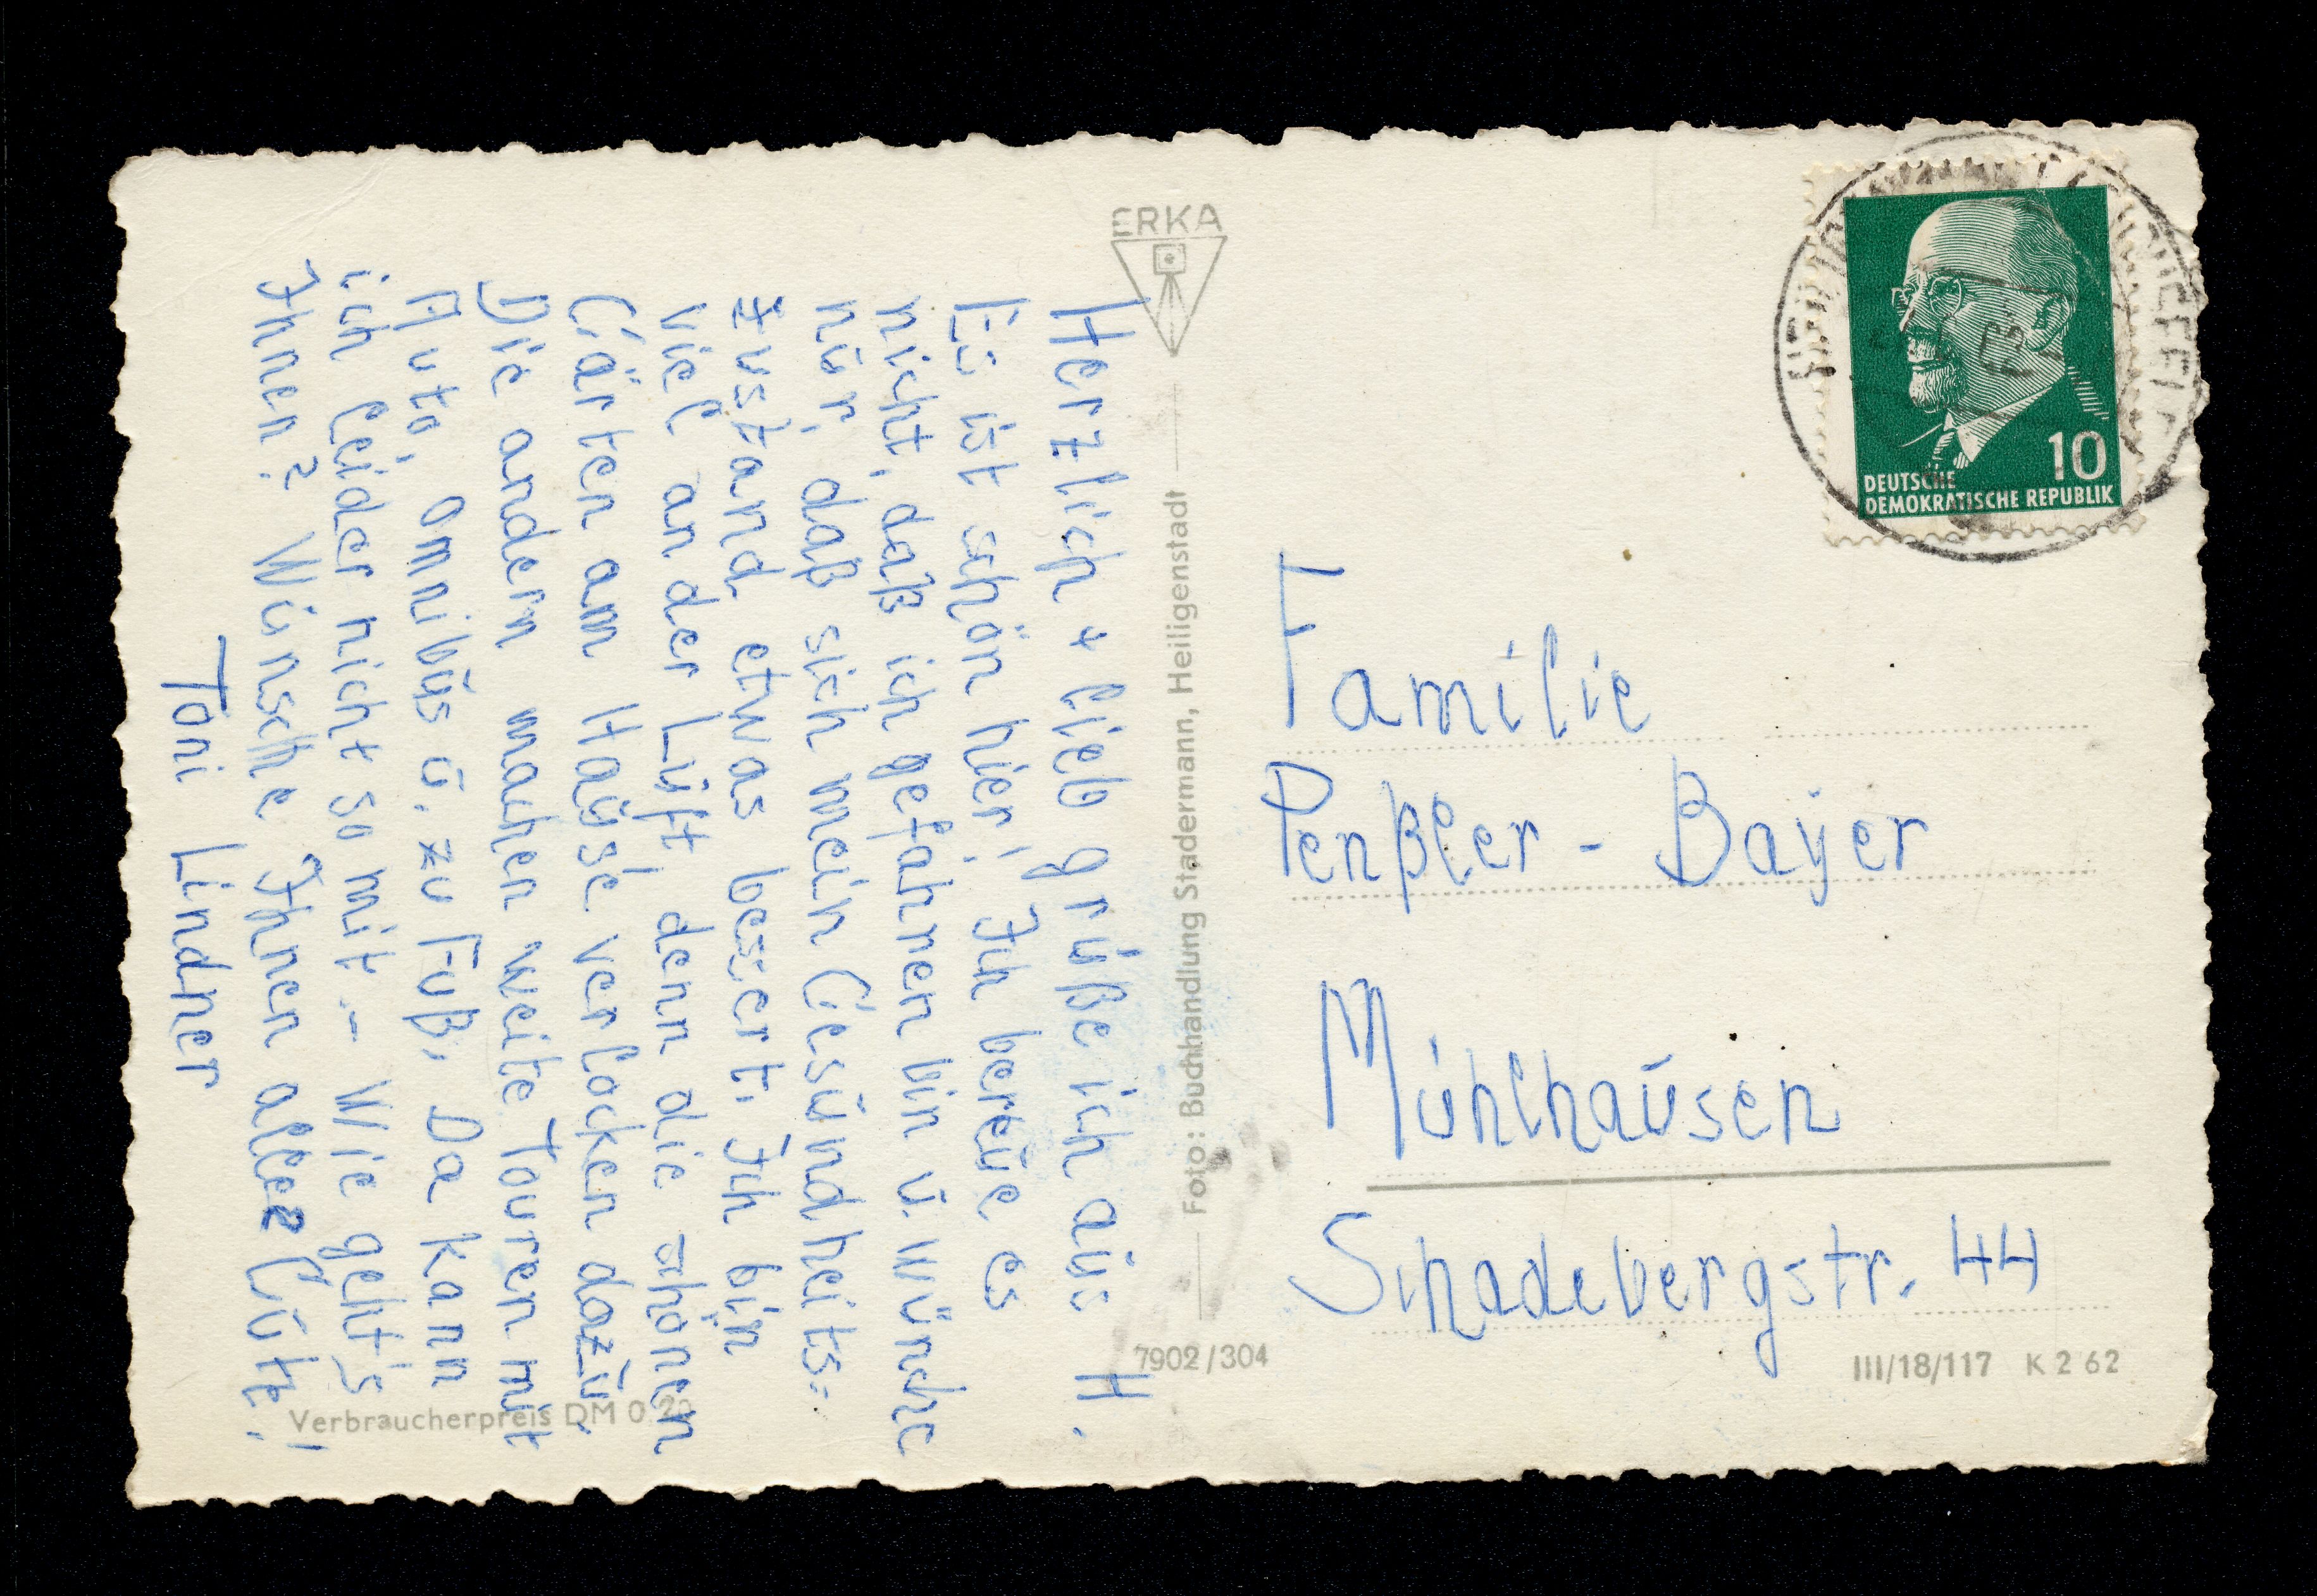 Herzlich + lieb grüße ich aus H.
Es ist schön hier, Ich bereue es
nicht, daß ich gefahren bin u. wünsche
nur, daß sich mein Gesundheits-
zustand etwas bessert. Ich bin
viel an der Luft, denn die schönen
Gärten am Hause verlocken dazu.
Die andern machen weite Touren mit
Auto, Omnibus u. zu Fuß. Da kann
ich leider nicht so mit. - Wie geht's
Ihnen? Wünsche Ihnen alles Gute!
Toni Lindner
ERKA
Foto: Buchhandlung Stadermann, Heiligenstadt
7902/304
Verbraucherpreis DM 0.20
10
DEUTSCHE
DEMOKRATISCHE REPUBLIK
Familie
Penßler - Bayer
Mühlhausen
Schadebergstr. 44
III/18/117 K 2 62